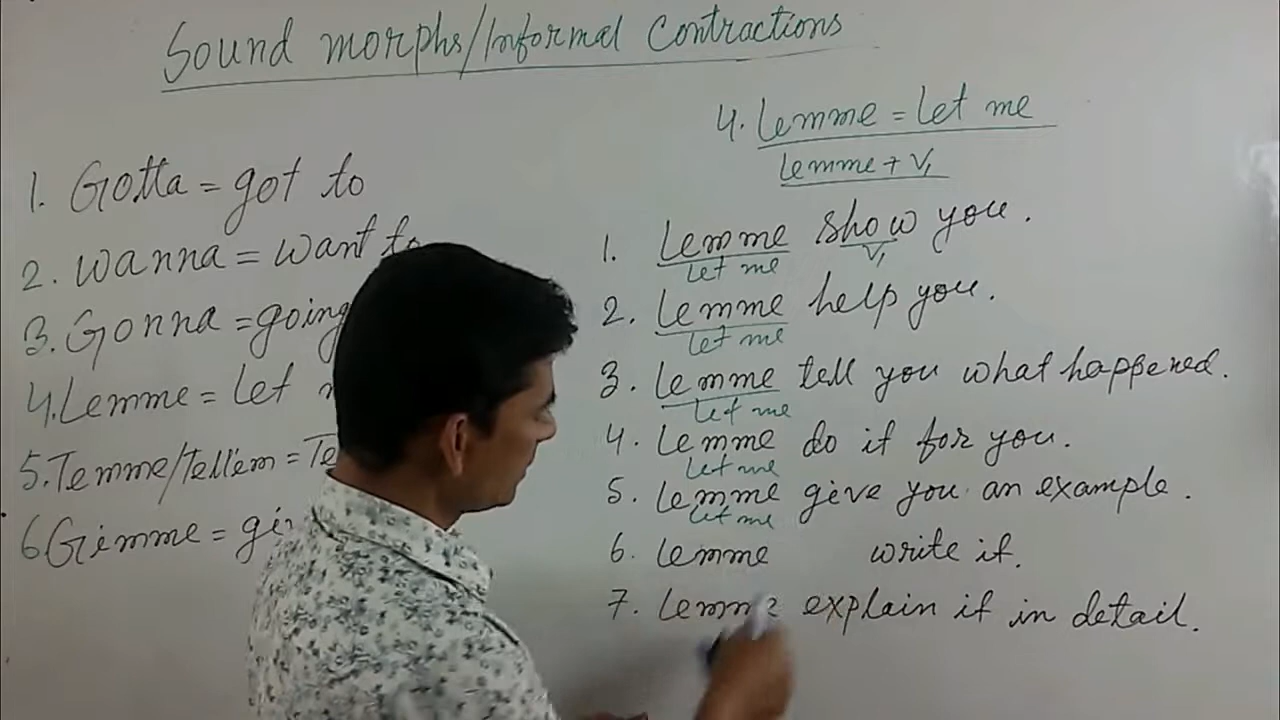 Sound morphs/Informal Contractions
1. Gotta = got to
2. Wanna = want to
3. Gonna = going
4. Lemme = Let
5. Temme/Tell'em = Te
6 Gimme = gi
4. Lemme = Let me
Lemme + V1
1. Lemme show you.
Let me V1
2. Lemme help you.
Let me
3. Lemme tell you what happened.
Let me
4. Lemme do it for you.
Let me
5. Lemme give you an example.
Let me
6. Lemme write it.
7. Lemme explain it in detail.